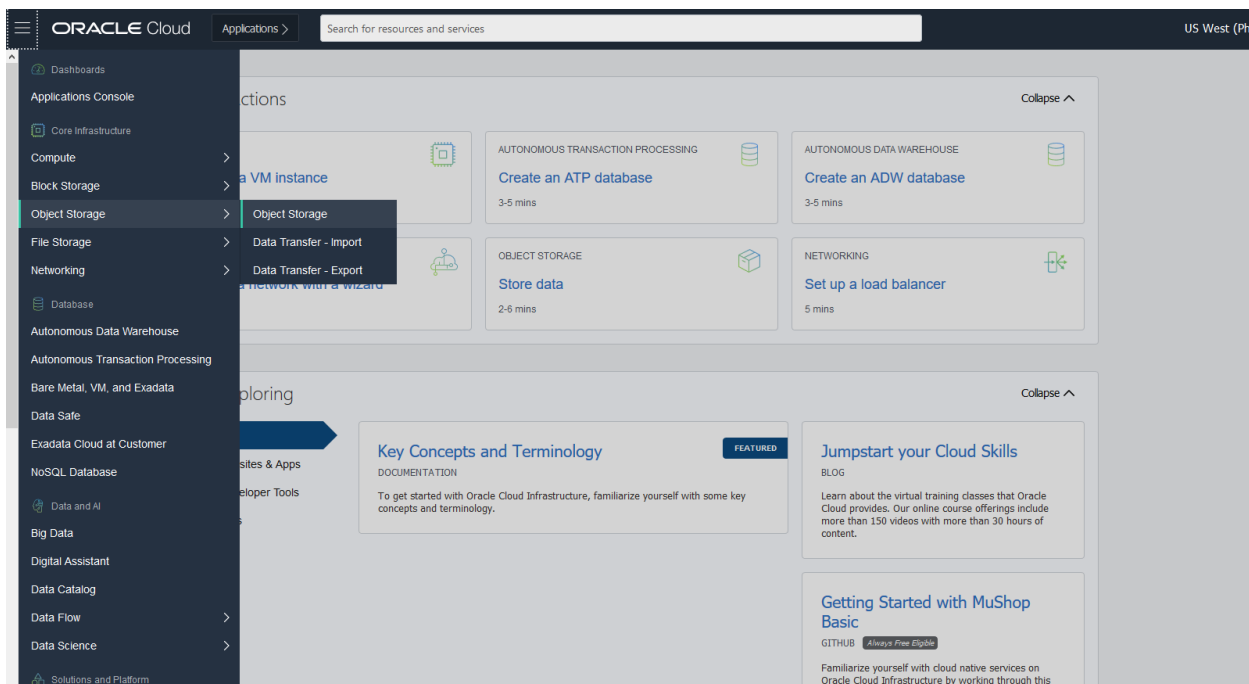 ORACLE Cloud
Applications >
Search for resources and services
US West (Ph
Dashboards
Applications Console
Core Infrastructure
Compute
Block Storage
Object Storage
File Storage
Networking
Database
Autonomous Data Warehouse
Autonomous Transaction Processing
Bare Metal, VM, and Exadata
Data Safe
Exadata Cloud at Customer
NoSQL Database
Data and AI
Big Data
Digital Assistant
Data Catalog
Data Flow
Data Science
Solutions and Platform
Object Storage
Data Transfer - Import
Data Transfer - Export
ctions
Collapse
a VM instance
AUTONOMOUS TRANSACTION PROCESSING
Create an ATP database
3-5 mins
AUTONOMOUS DATA WAREHOUSE
Create an ADW database
3-5 mins
a network with a wizard
OBJECT STORAGE
Store data
2-6 mins
NETWORKING
Set up a load balancer
5 mins
ploring
Collapse
sites & Apps
eloper Tools
s
Key Concepts and Terminology
FEATURED
DOCUMENTATION
To get started with Oracle Cloud Infrastructure, familiarize yourself with some key
concepts and terminology.
Jumpstart your Cloud Skills
BLOG
Learn about the virtual training classes that Oracle
Cloud provides. Our online course offerings include
more than 150 videos with more than 30 hours of
content.
Getting Started with MuShop
Basic
GITHUB Always Free Eligible
Familiarize yourself with cloud native services on
Oracle Cloud Infrastructure by working through this